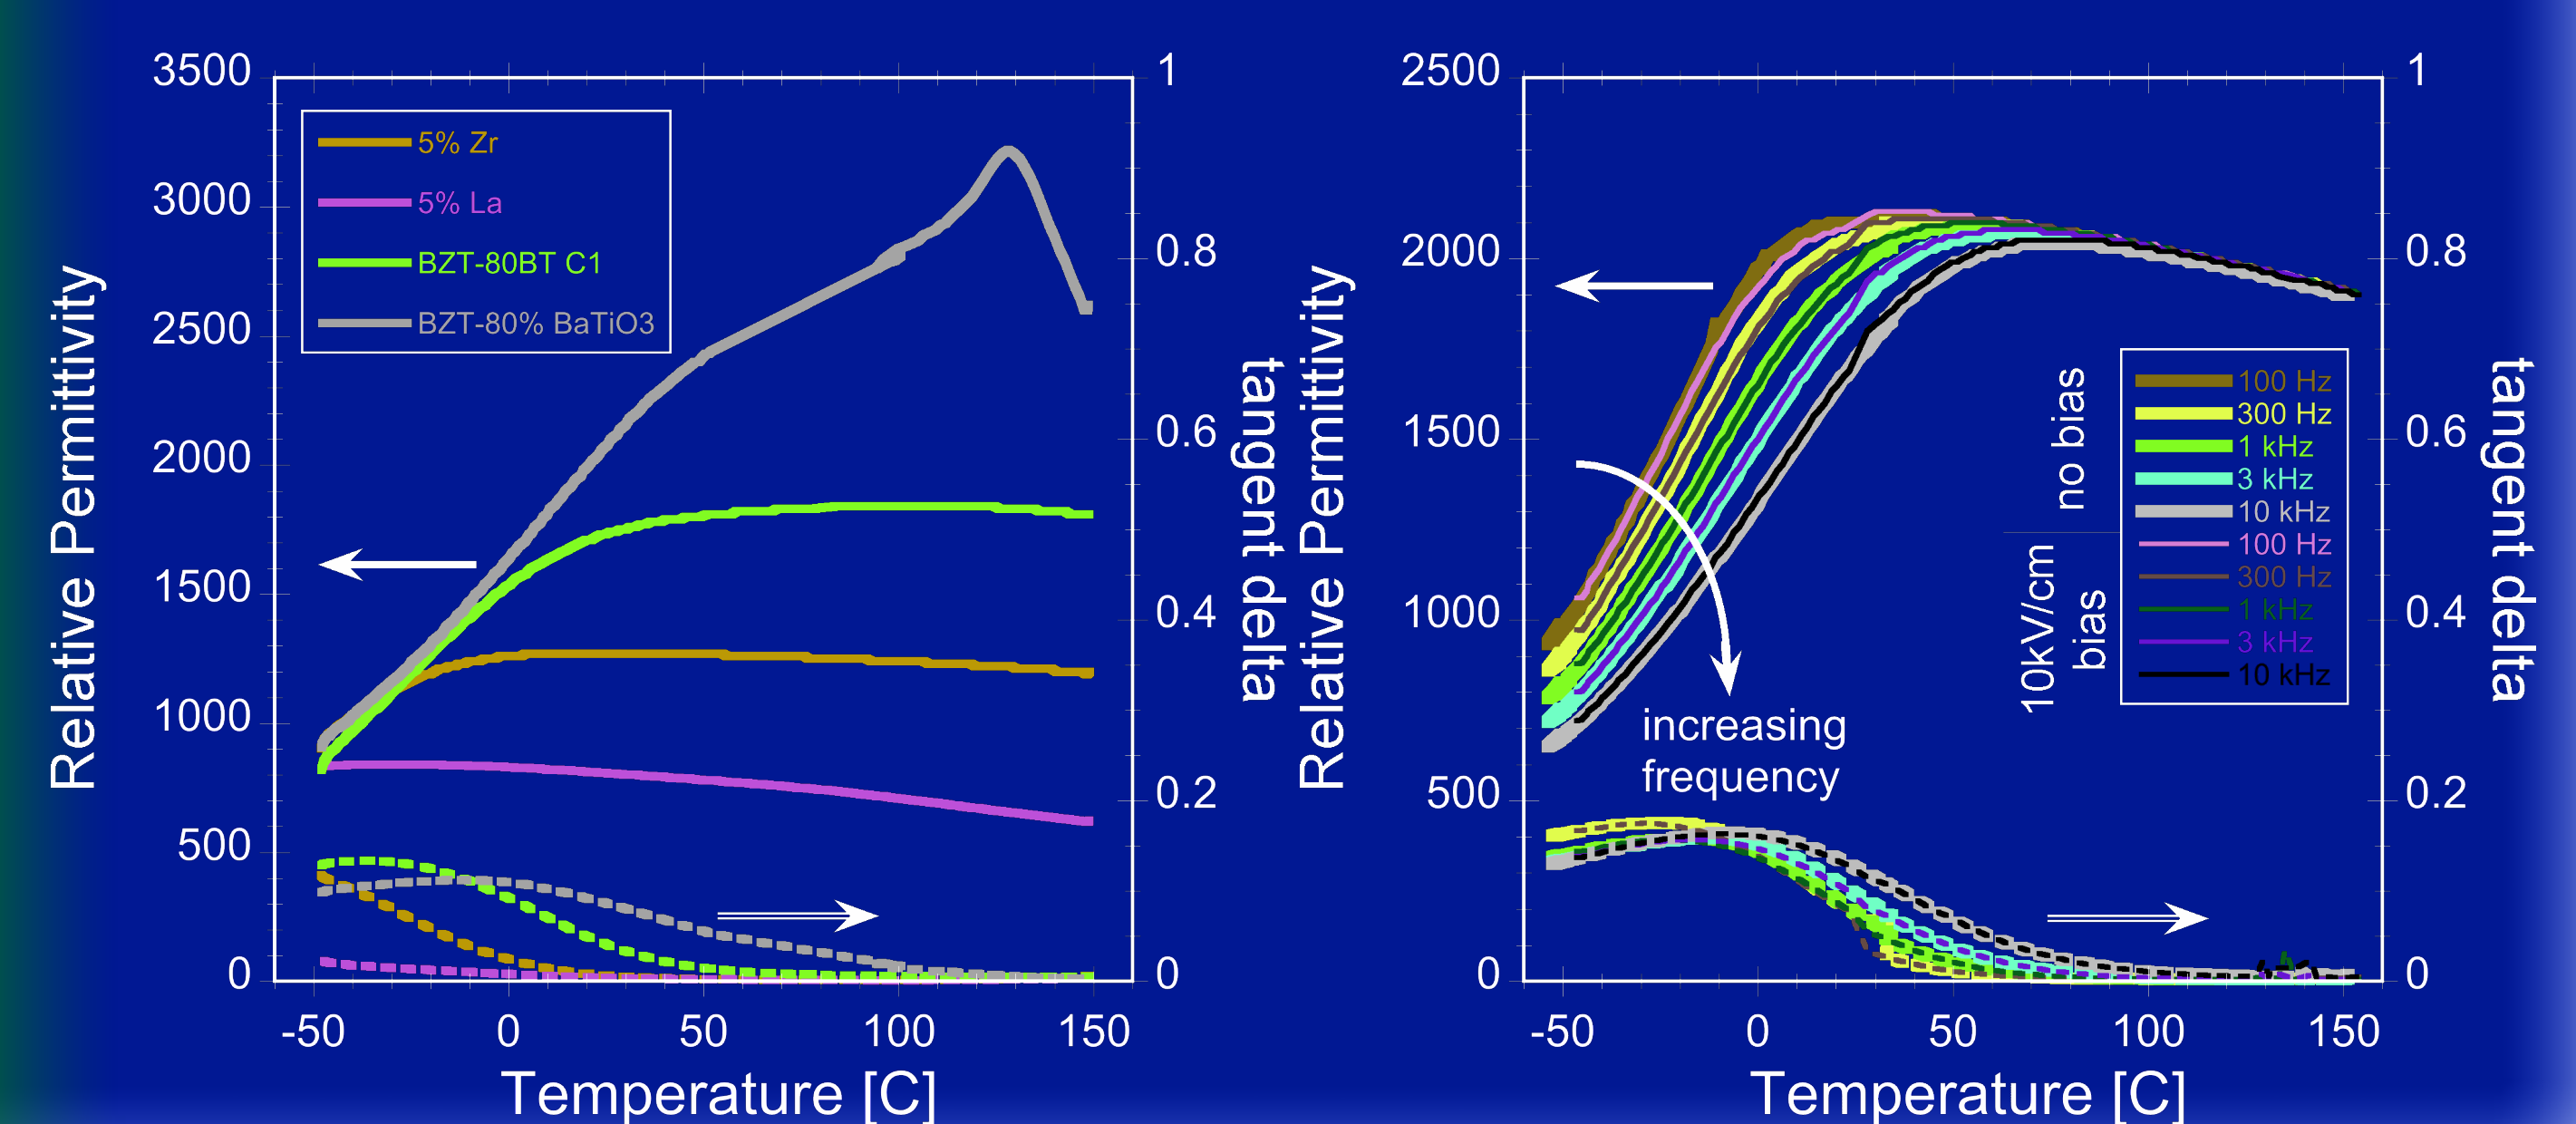 3500
3000
2500
2000
1500
1000
500
0
Relative Permittivity
5% Zr
5% La
BZT-80BT C1
BZT-80% BaTiO3
1
0.8
0.6
0.4
0.2
0
tangent delta
-50 0 50 100 150
Temperature [C]
2500
2000
1500
1000
500
0
Relative Permittivity
increasing
frequency
no bias
10kV/cm
bias
100 Hz
300 Hz
1 kHz
3 kHz
10 kHz
100 Hz
300 Hz
1 kHz
3 kHz
10 kHz
1
0.8
0.6
0.4
0.2
0
tangent delta
-50 0 50 100 150
Temperature [C]